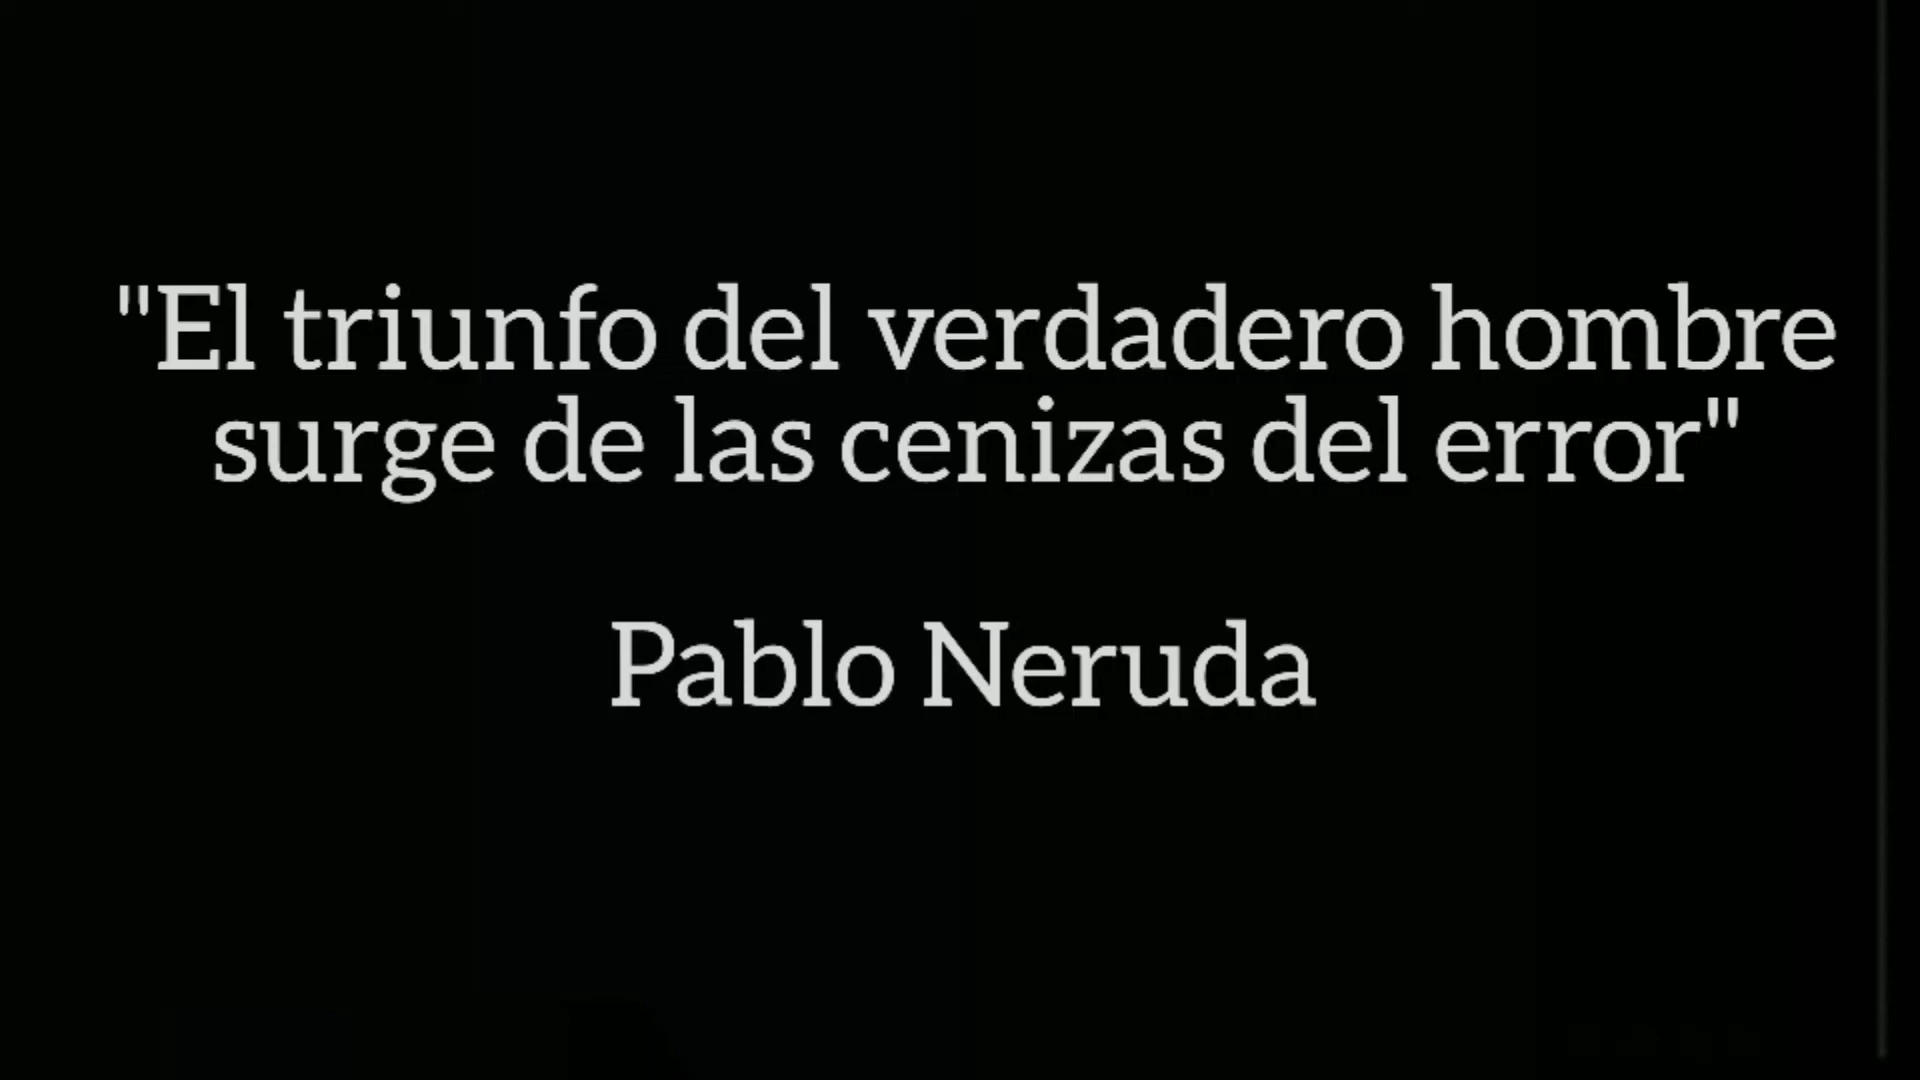 "El triunfo del verdadero hombre
surge de las cenizas del error"
Pablo Neruda